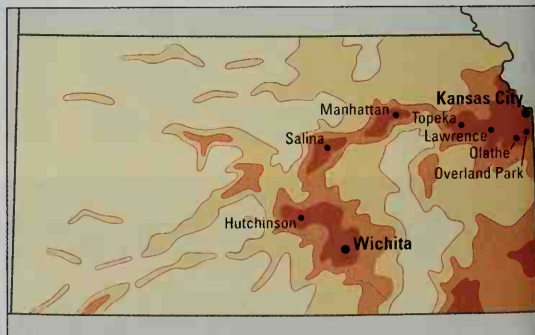 Kansas City
Manhattan
Topeka
Lawrence
Salina
Olathe
Overland Park
Hutchinson
Wichita